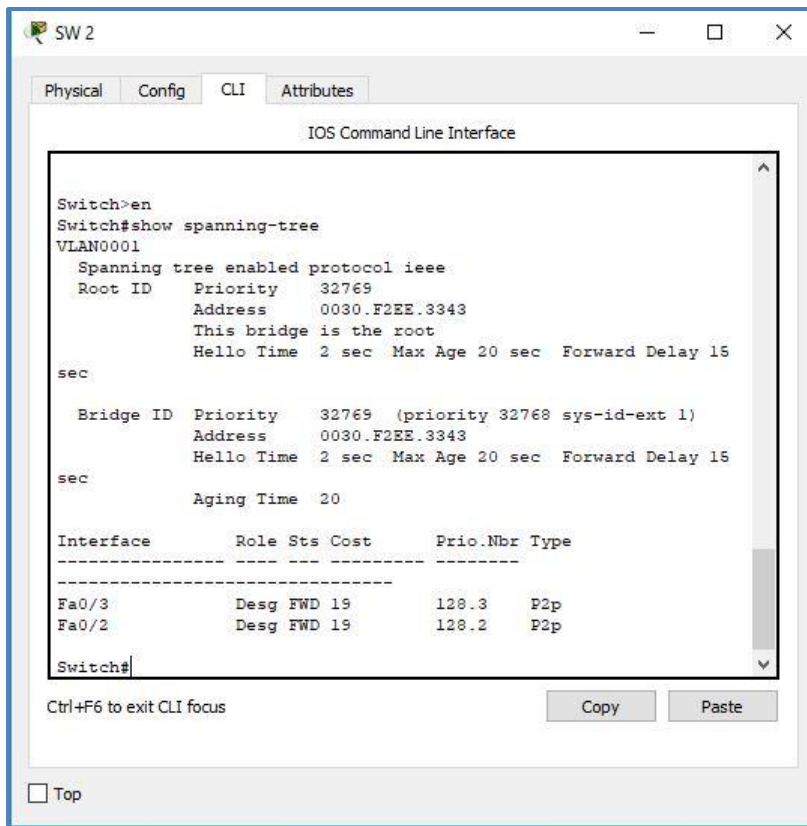 SW 2
Physical Config CLI Attributes
IOS Command Line Interface
Switch>en
Switch#show spanning-tree
VLAN0001
  Spanning tree enabled protocol ieee
  Root ID    Priority    32769
             Address     0030.F2EE.3343
             This bridge is the root
             Hello Time  2 sec  Max Age 20 sec  Forward Delay 15
sec
  Bridge ID  Priority    32769  (priority 32768 sys-id-ext 1)
             Address     0030.F2EE.3343
             Hello Time  2 sec  Max Age 20 sec  Forward Delay 15
sec
             Aging Time  20
Interface        Role Sts Cost      Prio.Nbr Type
---------------- ---- --- --------- --------
--------------------------------
Fa0/3            Desg FWD 19        128.3    P2p
Fa0/2            Desg FWD 19        128.2    P2p
Switch#
Ctrl+F6 to exit CLI focus
Copy Paste
Top